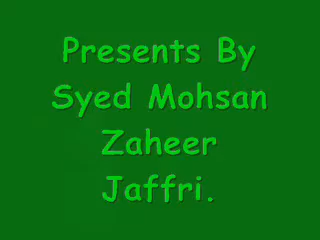 Presents By
Syed Mohsan
Zaheer
Jaffri.